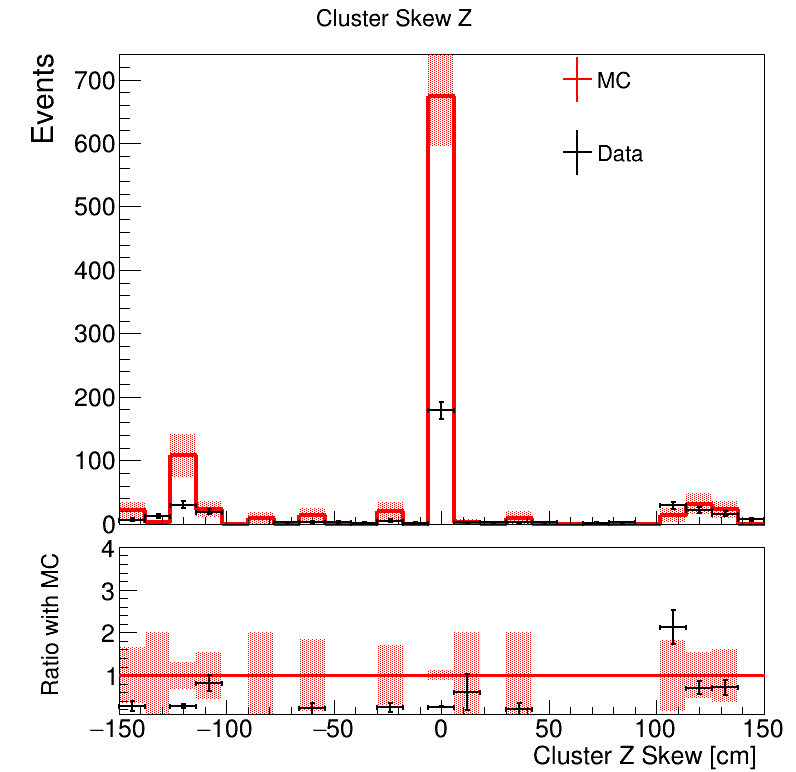 Cluster Skew Z
Events
700
600
500
400
300
200
100
0
MC
Data
Ratio with MC
4
3
2
1
−150 −100 −50 0 50 100 150
Cluster Z Skew [cm]